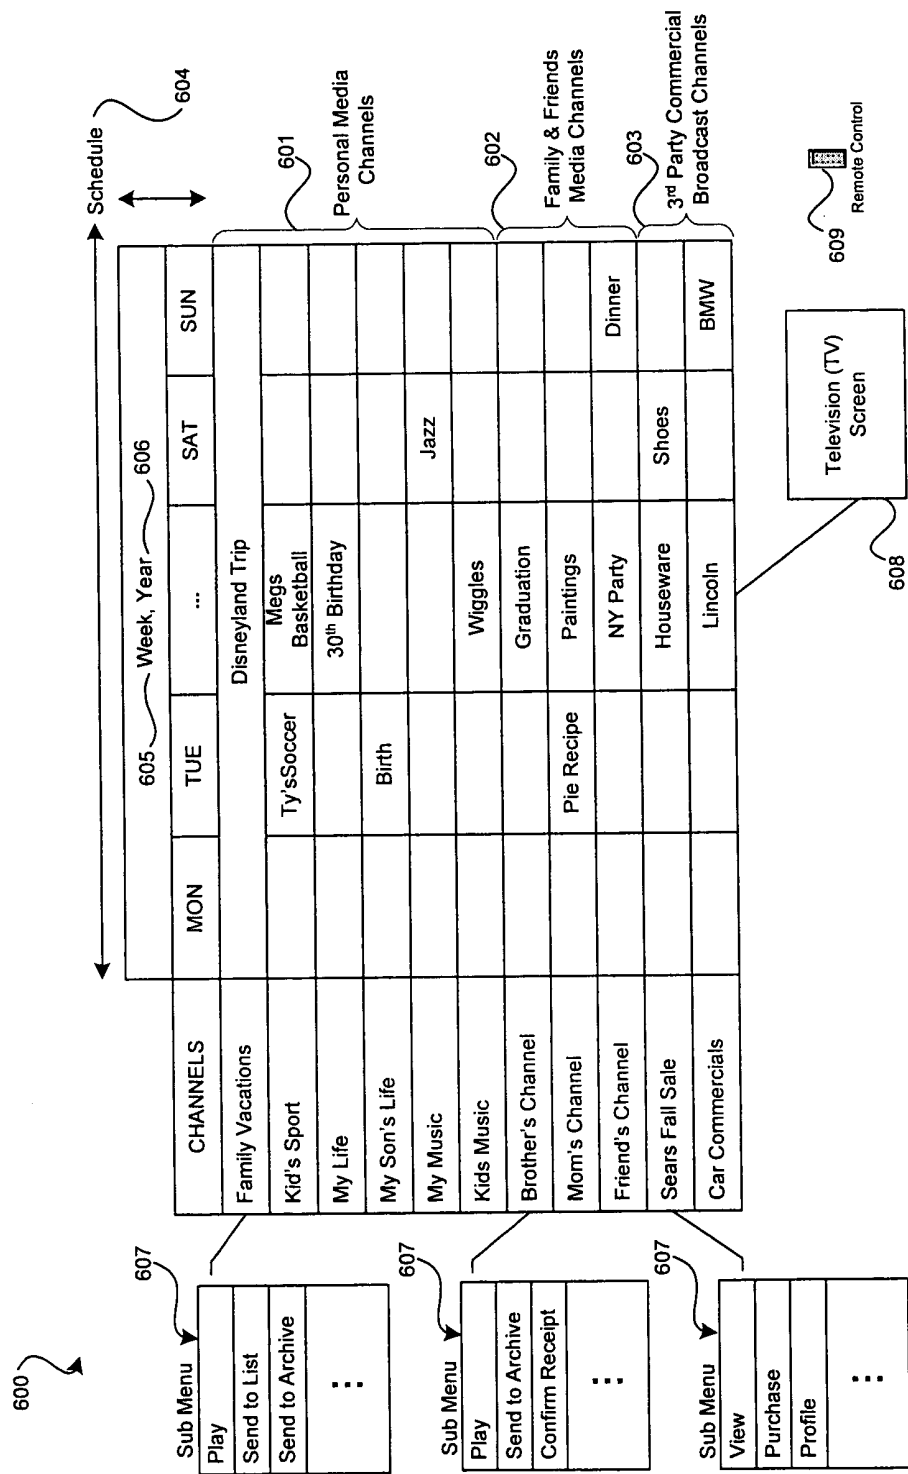 600
Schedule
604
605 Week, Year 606
CHANNELS MON TUE ... SAT SUN
Family Vacations Disneyland Trip
Kid's Sport Ty'sSoccer Megs Basketball
My Life 30th Birthday
My Son's Life Birth
My Music Jazz
Kids Music Wiggles
Brother's Channel Graduation
Mom's Channel Pie Recipe Paintings
Friend's Channel NY Party Dinner
Sears Fall Sale Houseware Shoes
Car Commercials Lincoln BMW
601
Personal Media
Channels
602
Family & Friends
Media Channels
603
3rd Party Commercial
Broadcast Channels
Sub Menu
607
Play
Send to List
Send to Archive
⋮
Sub Menu
607
Play
Send to Archive
Confirm Receipt
⋮
Sub Menu
607
View
Purchase
Profile
⋮
Television (TV)
Screen
608
609
Remote Control